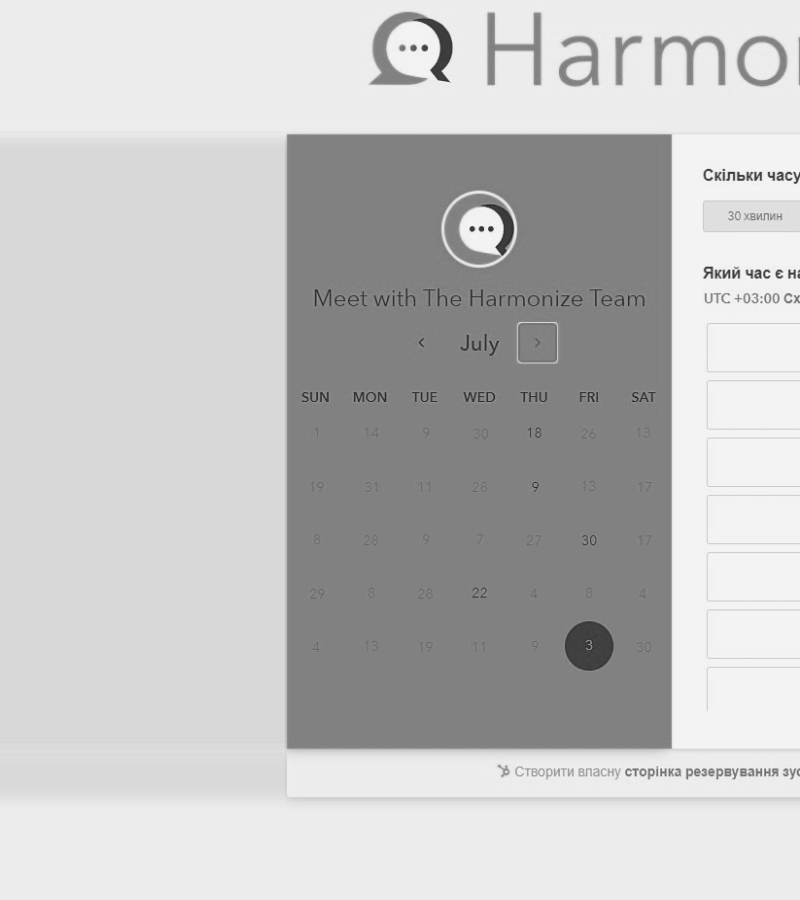 Harmo
Meet with The Harmonize Team
July
SUN MON TUE WED THU FRI SAT
1 14 9 30 18 26 13
19 31 11 28 9 13 17
8 28 9 7 27 30 17
29 8 28 22 4 8 4
4 13 19 11 9 3 30
Скільки часу
30 хвилин
Який час є
UTC +03:00
Створити власну сторінка резервування